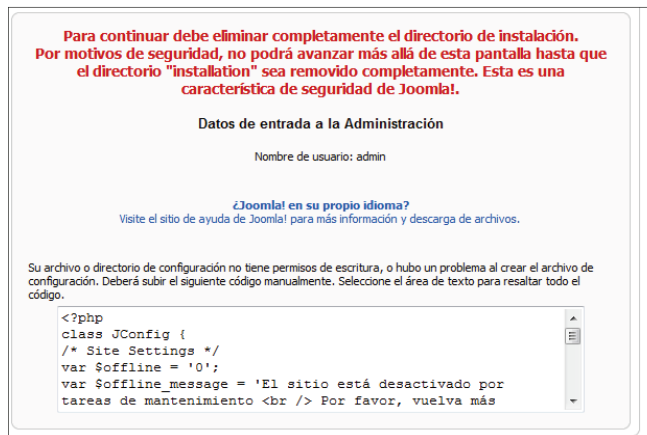 Para continuar debe eliminar completamente el directorio de instalación.
Por motivos de seguridad, no podrá avanzar más allá de esta pantalla hasta que
el directorio "installation" sea removido completamente. Esta es una
característica de seguridad de Joomla!.
Datos de entrada a la Administración
Nombre de usuario: admin
¿Joomla! en su propio idioma?
Visite el sitio de ayuda de Joomla! para más información y descarga de archivos.
Su archivo o directorio de configuración no tiene permisos de escritura, o hubo un problema al crear el archivo de
configuración. Deberá subir el siguiente código manualmente. Seleccione el área de texto para resaltar todo el
código.
<?php
class JConfig {
/* Site Settings */
var $offline = '0';
var $offline_message = 'El sitio está desactivado por
tareas de mantenimiento <br /> Por favor, vuelva más